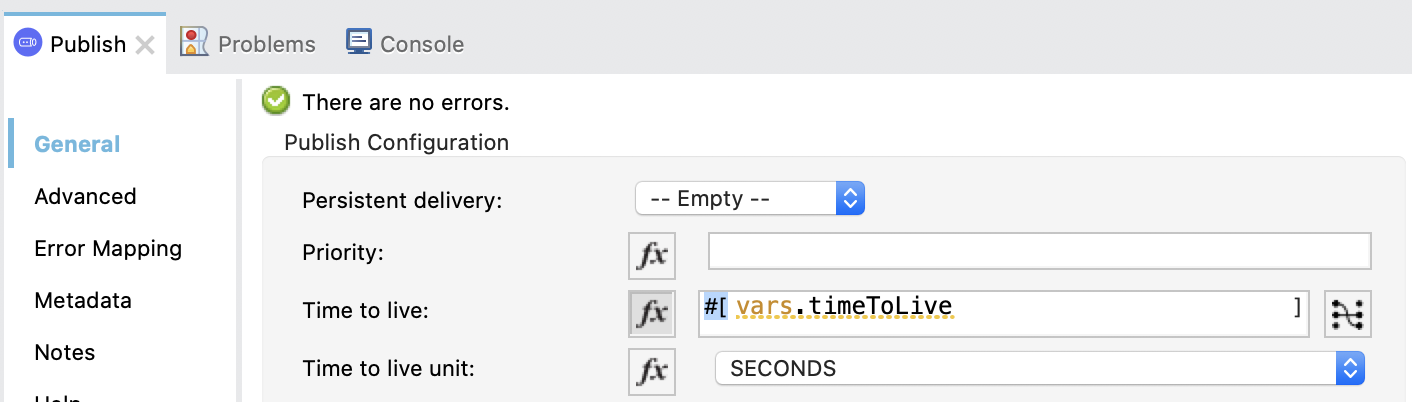 Publish Problems Console
There are no errors.
Publish Configuration
General
Advanced
Error Mapping
Metadata
Notes
Help
Persistent delivery: -- Empty --
Priority: fx
Time to live: fx #[ vars.timeToLive ]
Time to live unit: fx SECONDS